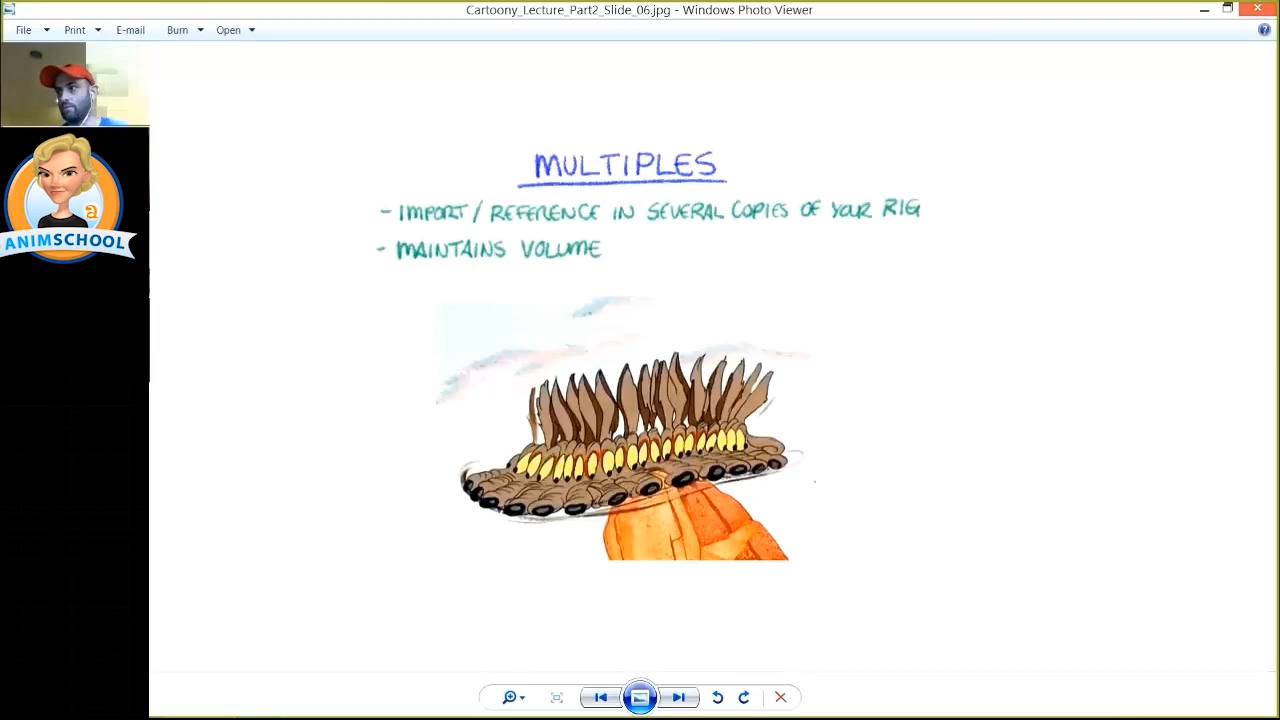 Cartoony_Lecture_Part2_Slide_06.jpg - Windows Photo Viewer
File Print E-mail Burn Open
a
ANIMSCHOOL
MULTIPLES
- IMPORT / REFERENCE IN SEVERAL COPIES OF YOUR RIG
- MAINTAINS VOLUME